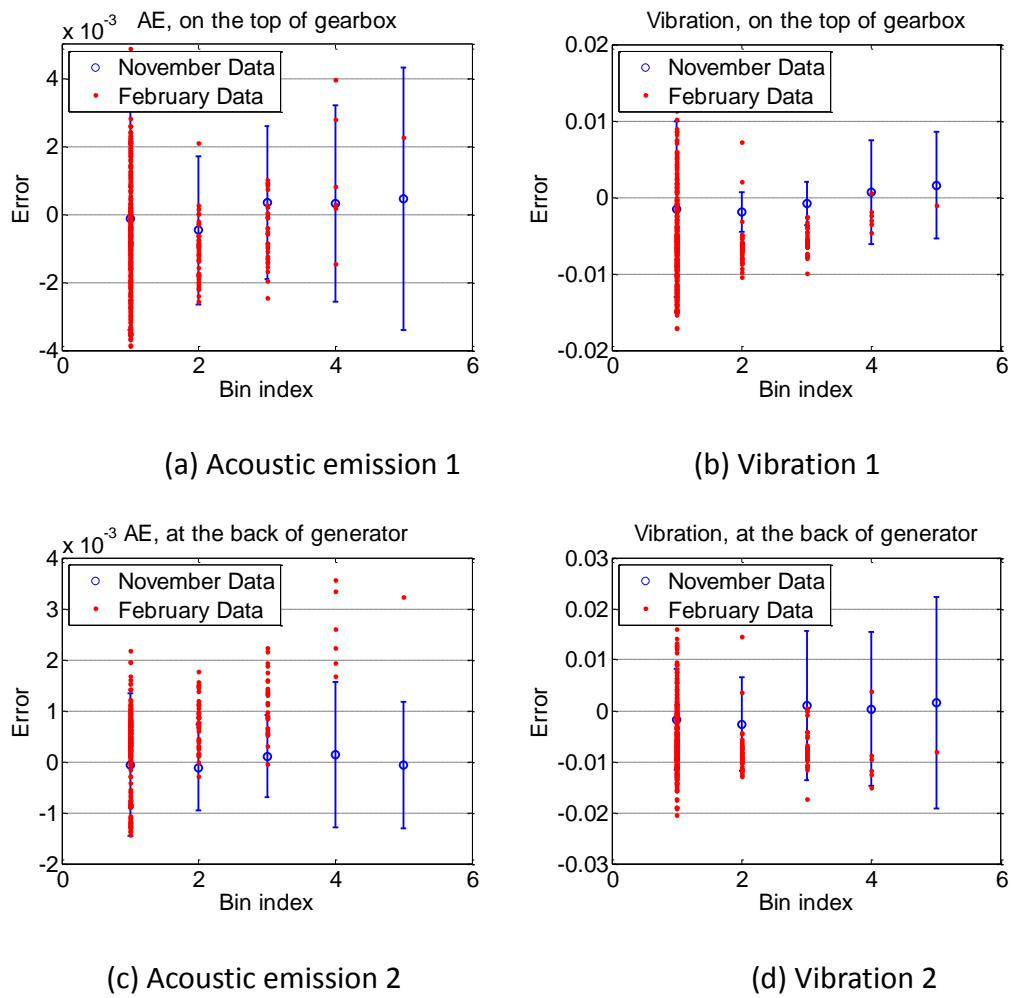 x 10-3 AE, on the top of gearbox
November Data
February Data
4
2
0
-2
-4
0 2 4 6
Error
Bin index
Vibration, on the top of gearbox
November Data
February Data
0.02
0.01
0
-0.01
-0.02
0 2 4 6
Error
Bin index
(a) Acoustic emission 1
(b) Vibration 1
x 10-3 AE, at the back of generator
November Data
February Data
4
3
2
1
0
-1
-2
0 2 4 6
Error
Bin index
Vibration, at the back of generator
November Data
February Data
0.03
0.02
0.01
0
-0.01
-0.02
-0.03
0 2 4 6
Error
Bin index
(c) Acoustic emission 2
(d) Vibration 2